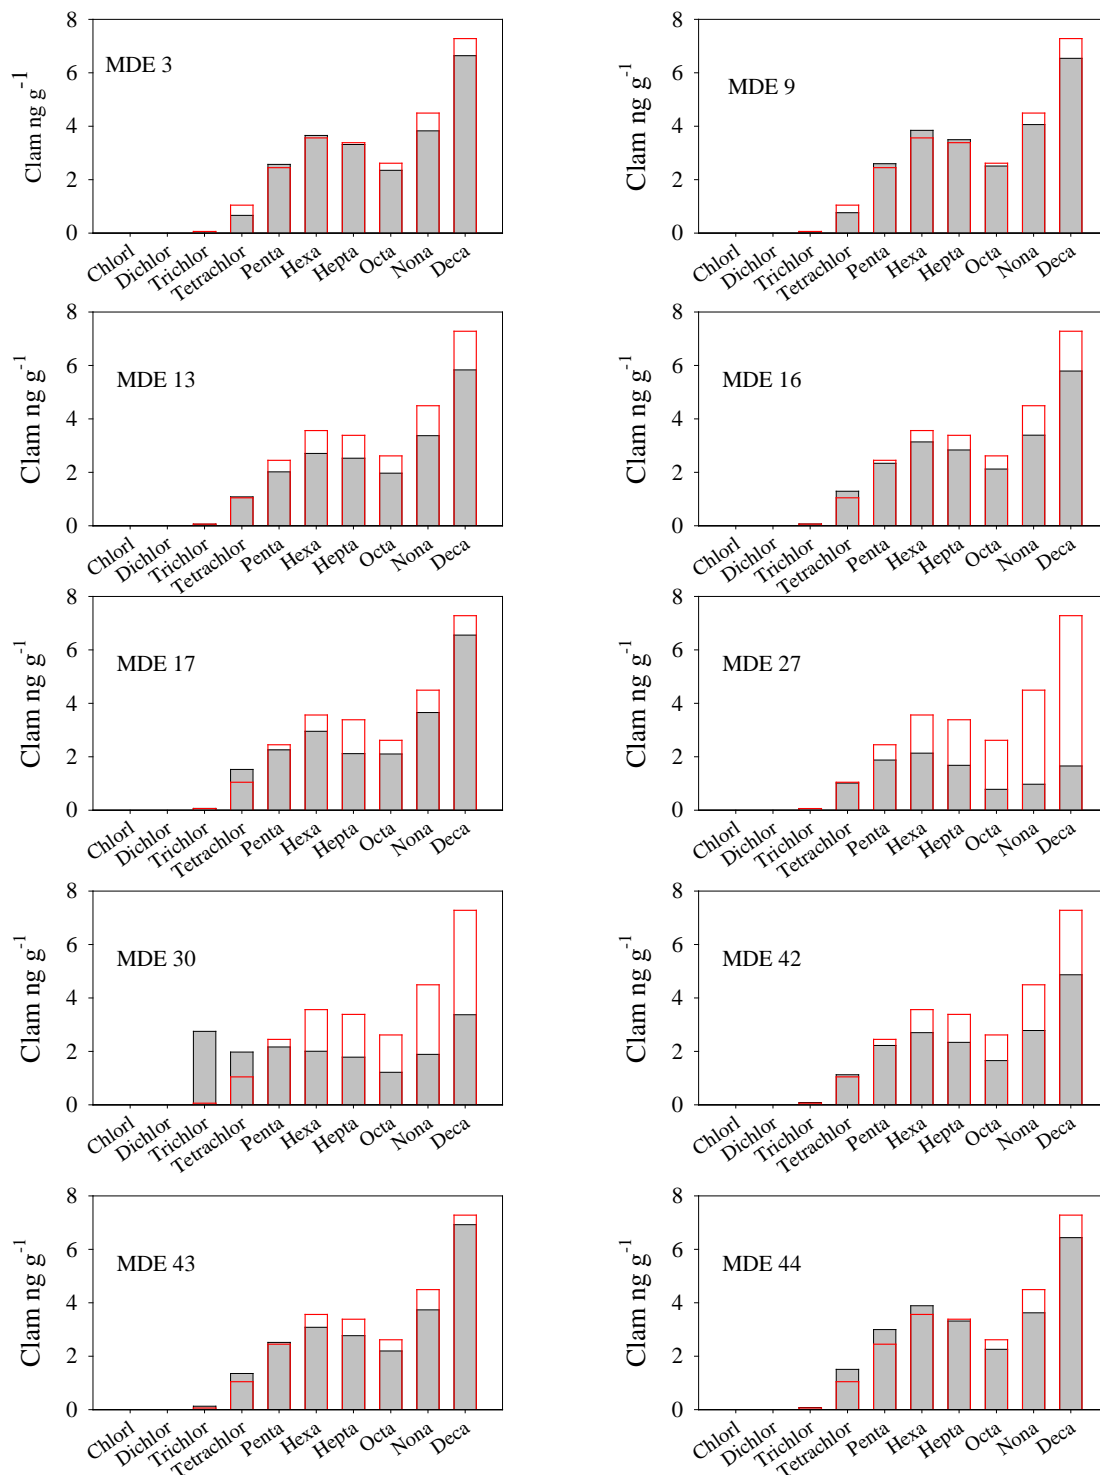 8
6
4
2
0
Clam ng g-1
MDE 3
Chlorl
Dichlor
Trichlor
Tetrachlor
Penta
Hexa
Hepta
Octa
Nona
Deca
8
6
4
2
0
Clam ng g-1
MDE 9
Chlorl
Dichlor
Trichlor
Tetrachlor
Penta
Hexa
Hepta
Octa
Nona
Deca
8
6
4
2
0
Clam ng g-1
MDE 13
Chlorl
Dichlor
Trichlor
Tetrachlor
Penta
Hexa
Hepta
Octa
Nona
Deca
8
6
4
2
0
Clam ng g-1
MDE 16
Chlorl
Dichlor
Trichlor
Tetrachlor
Penta
Hexa
Hepta
Octa
Nona
Deca
8
6
4
2
0
Clam ng g-1
MDE 17
Chlorl
Dichlor
Trichlor
Tetrachlor
Penta
Hexa
Hepta
Octa
Nona
Deca
8
6
4
2
0
Clam ng g-1
MDE 27
Chlorl
Dichlor
Trichlor
Tetrachlor
Penta
Hexa
Hepta
Octa
Nona
Deca
8
6
4
2
0
Clam ng g-1
MDE 30
Chlorl
Dichlor
Trichlor
Tetrachlor
Penta
Hexa
Hepta
Octa
Nona
Deca
8
6
4
2
0
Clam ng g-1
MDE 42
Chlorl
Dichlor
Trichlor
Tetrachlor
Penta
Hexa
Hepta
Octa
Nona
Deca
8
6
4
2
0
Clam ng g-1
MDE 43
Chlorl
Dichlor
Trichlor
Tetrachlor
Penta
Hexa
Hepta
Octa
Nona
Deca
8
6
4
2
0
Clam ng g-1
MDE 44
Chlorl
Dichlor
Trichlor
Tetrachlor
Penta
Hexa
Hepta
Octa
Nona
Deca